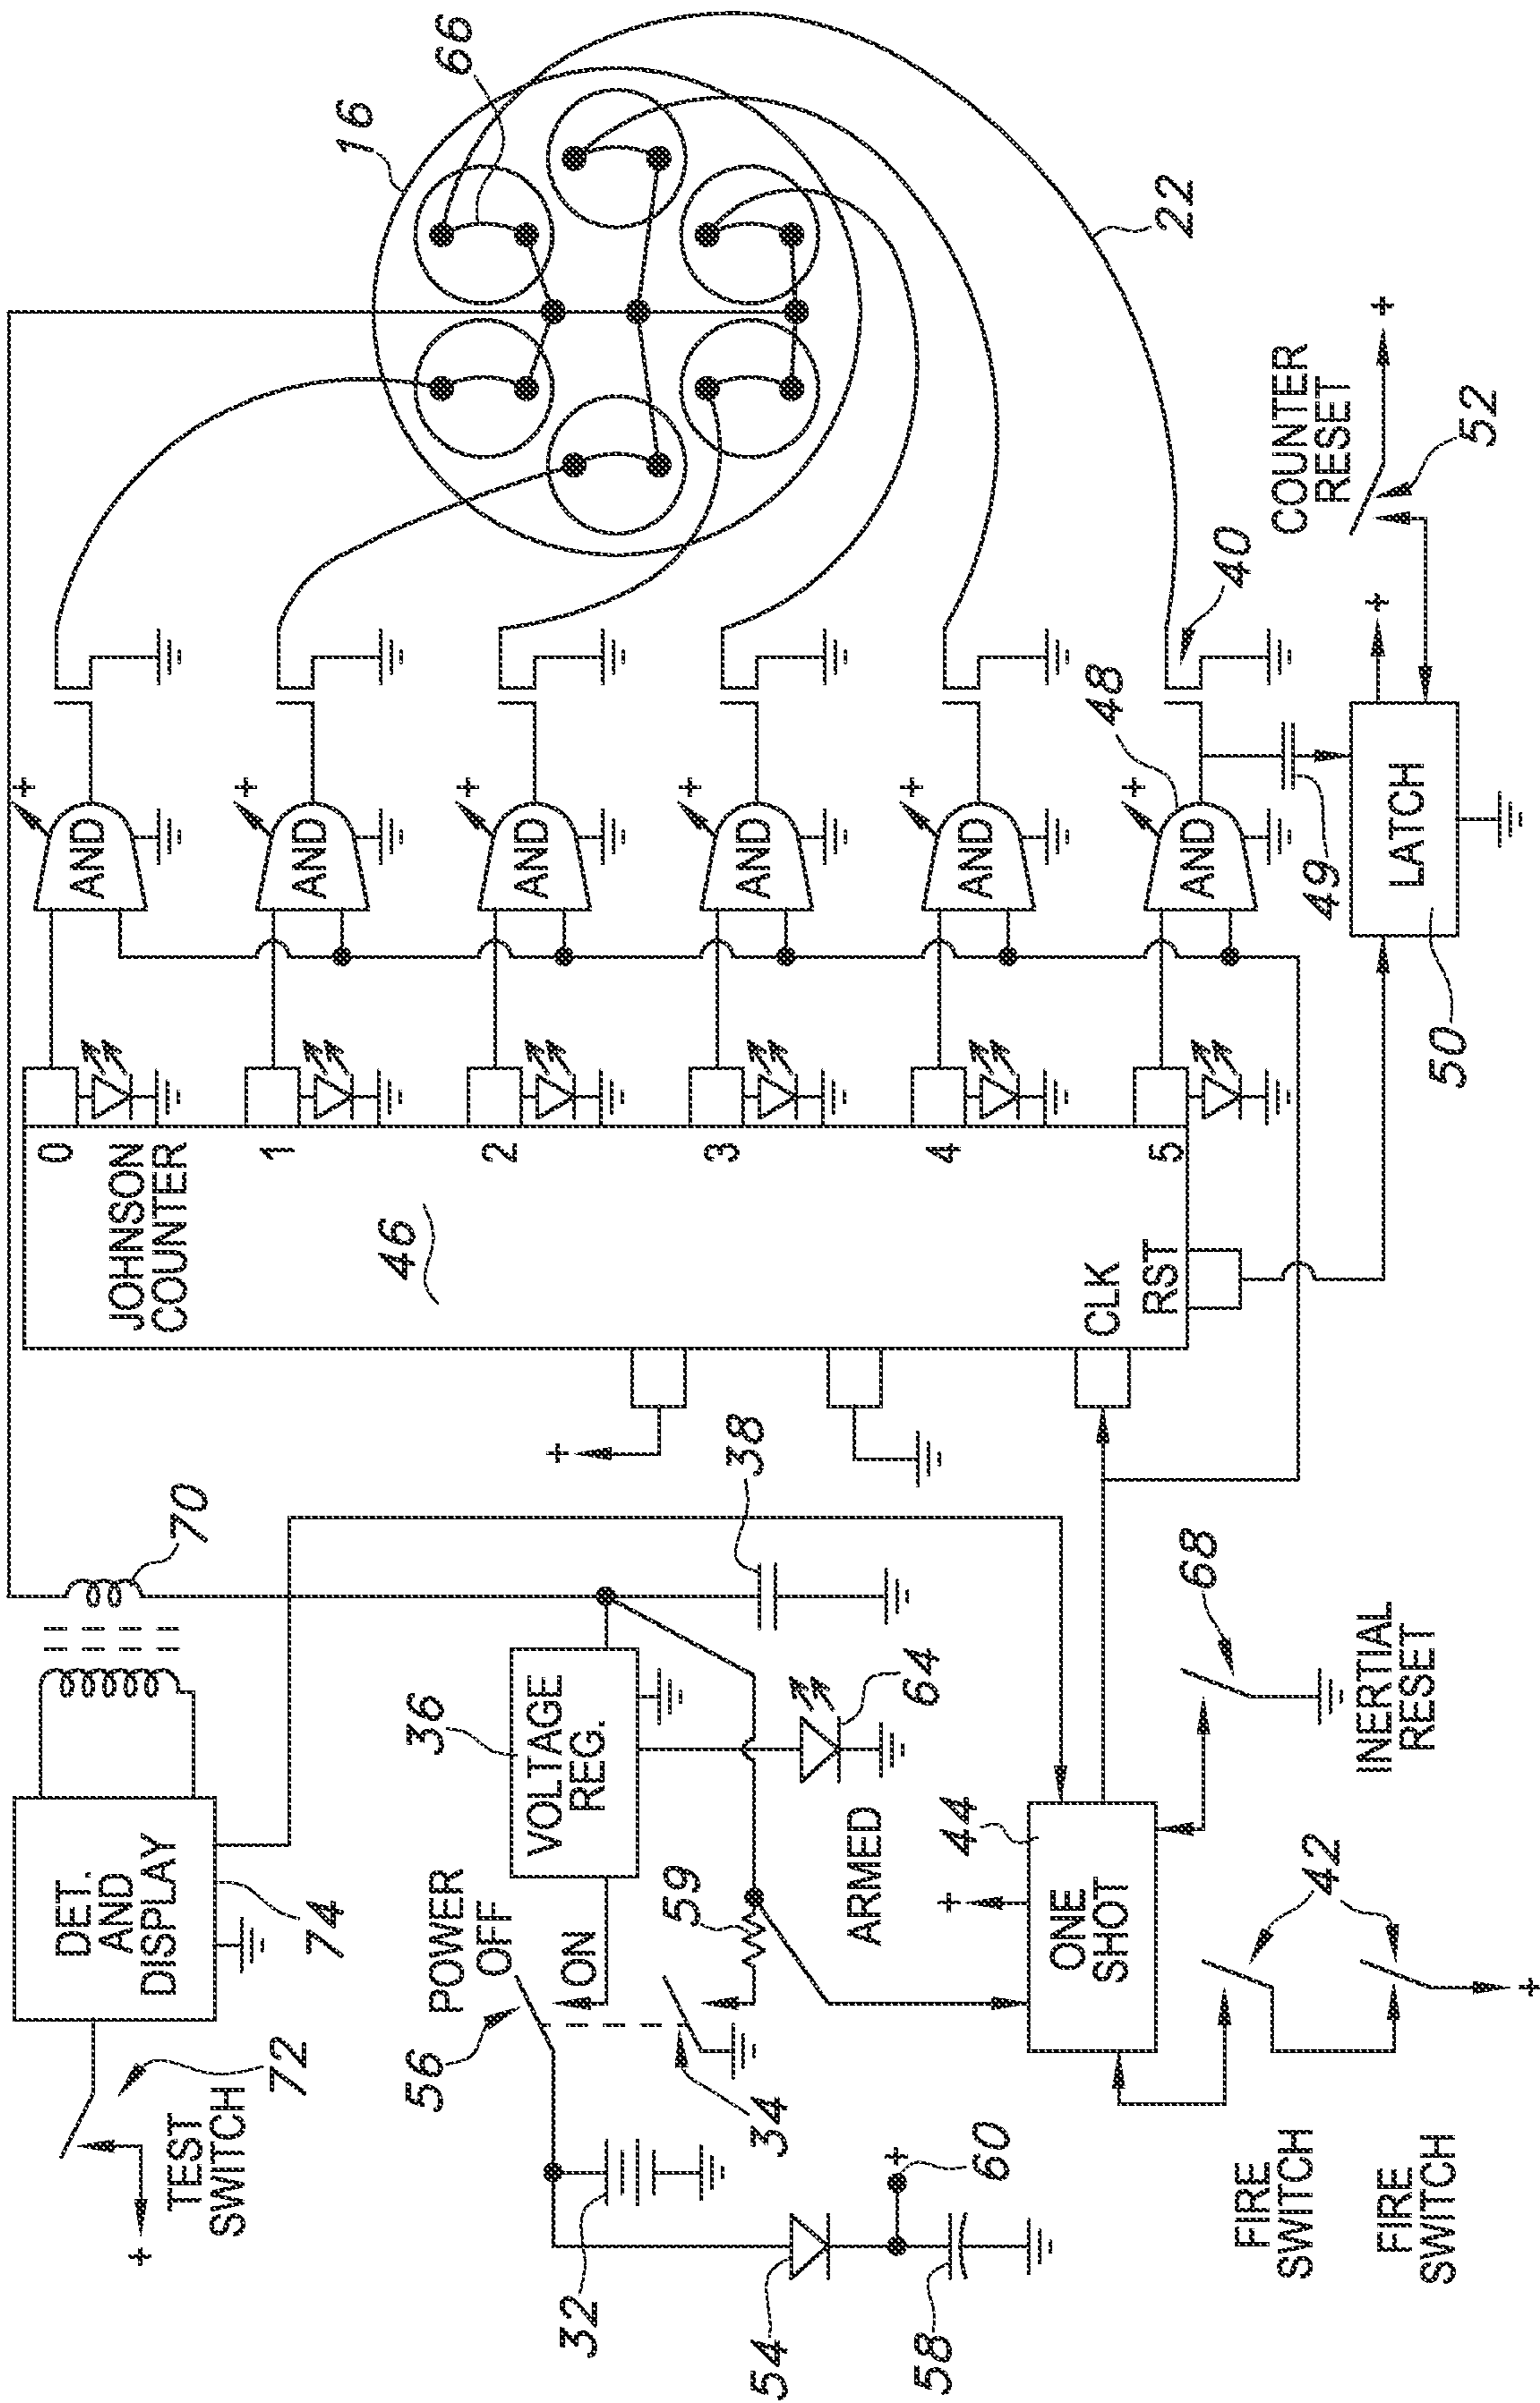 TEST
SWITCH
72
DET.
AND
DISPLAY
74
70
+
32
54
58
60
+
56
POWER
OFF
ON
34
36
VOLTAGE
REG.
59
ARMED
64
38
FIRE
SWITCH
FIRE
SWITCH
42
+
44
+
ONE
SHOT
68
INERTIAL
RESET
JOHNSON
COUNTER
46
+
CLK
RST
0
1
2
3
4
5
AND
+
AND
+
AND
+
AND
+
AND
+
AND
+
48
49
40
LATCH
50
+
COUNTER
RESET
52
+
16
66
22